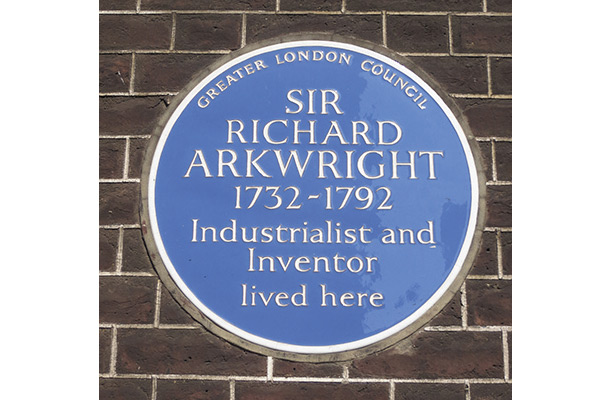 GREATER LONDON COUNCIL
SIR
RICHARD
ARKWRIGHT
1732-1792
Industrialist and
Inventor
lived here